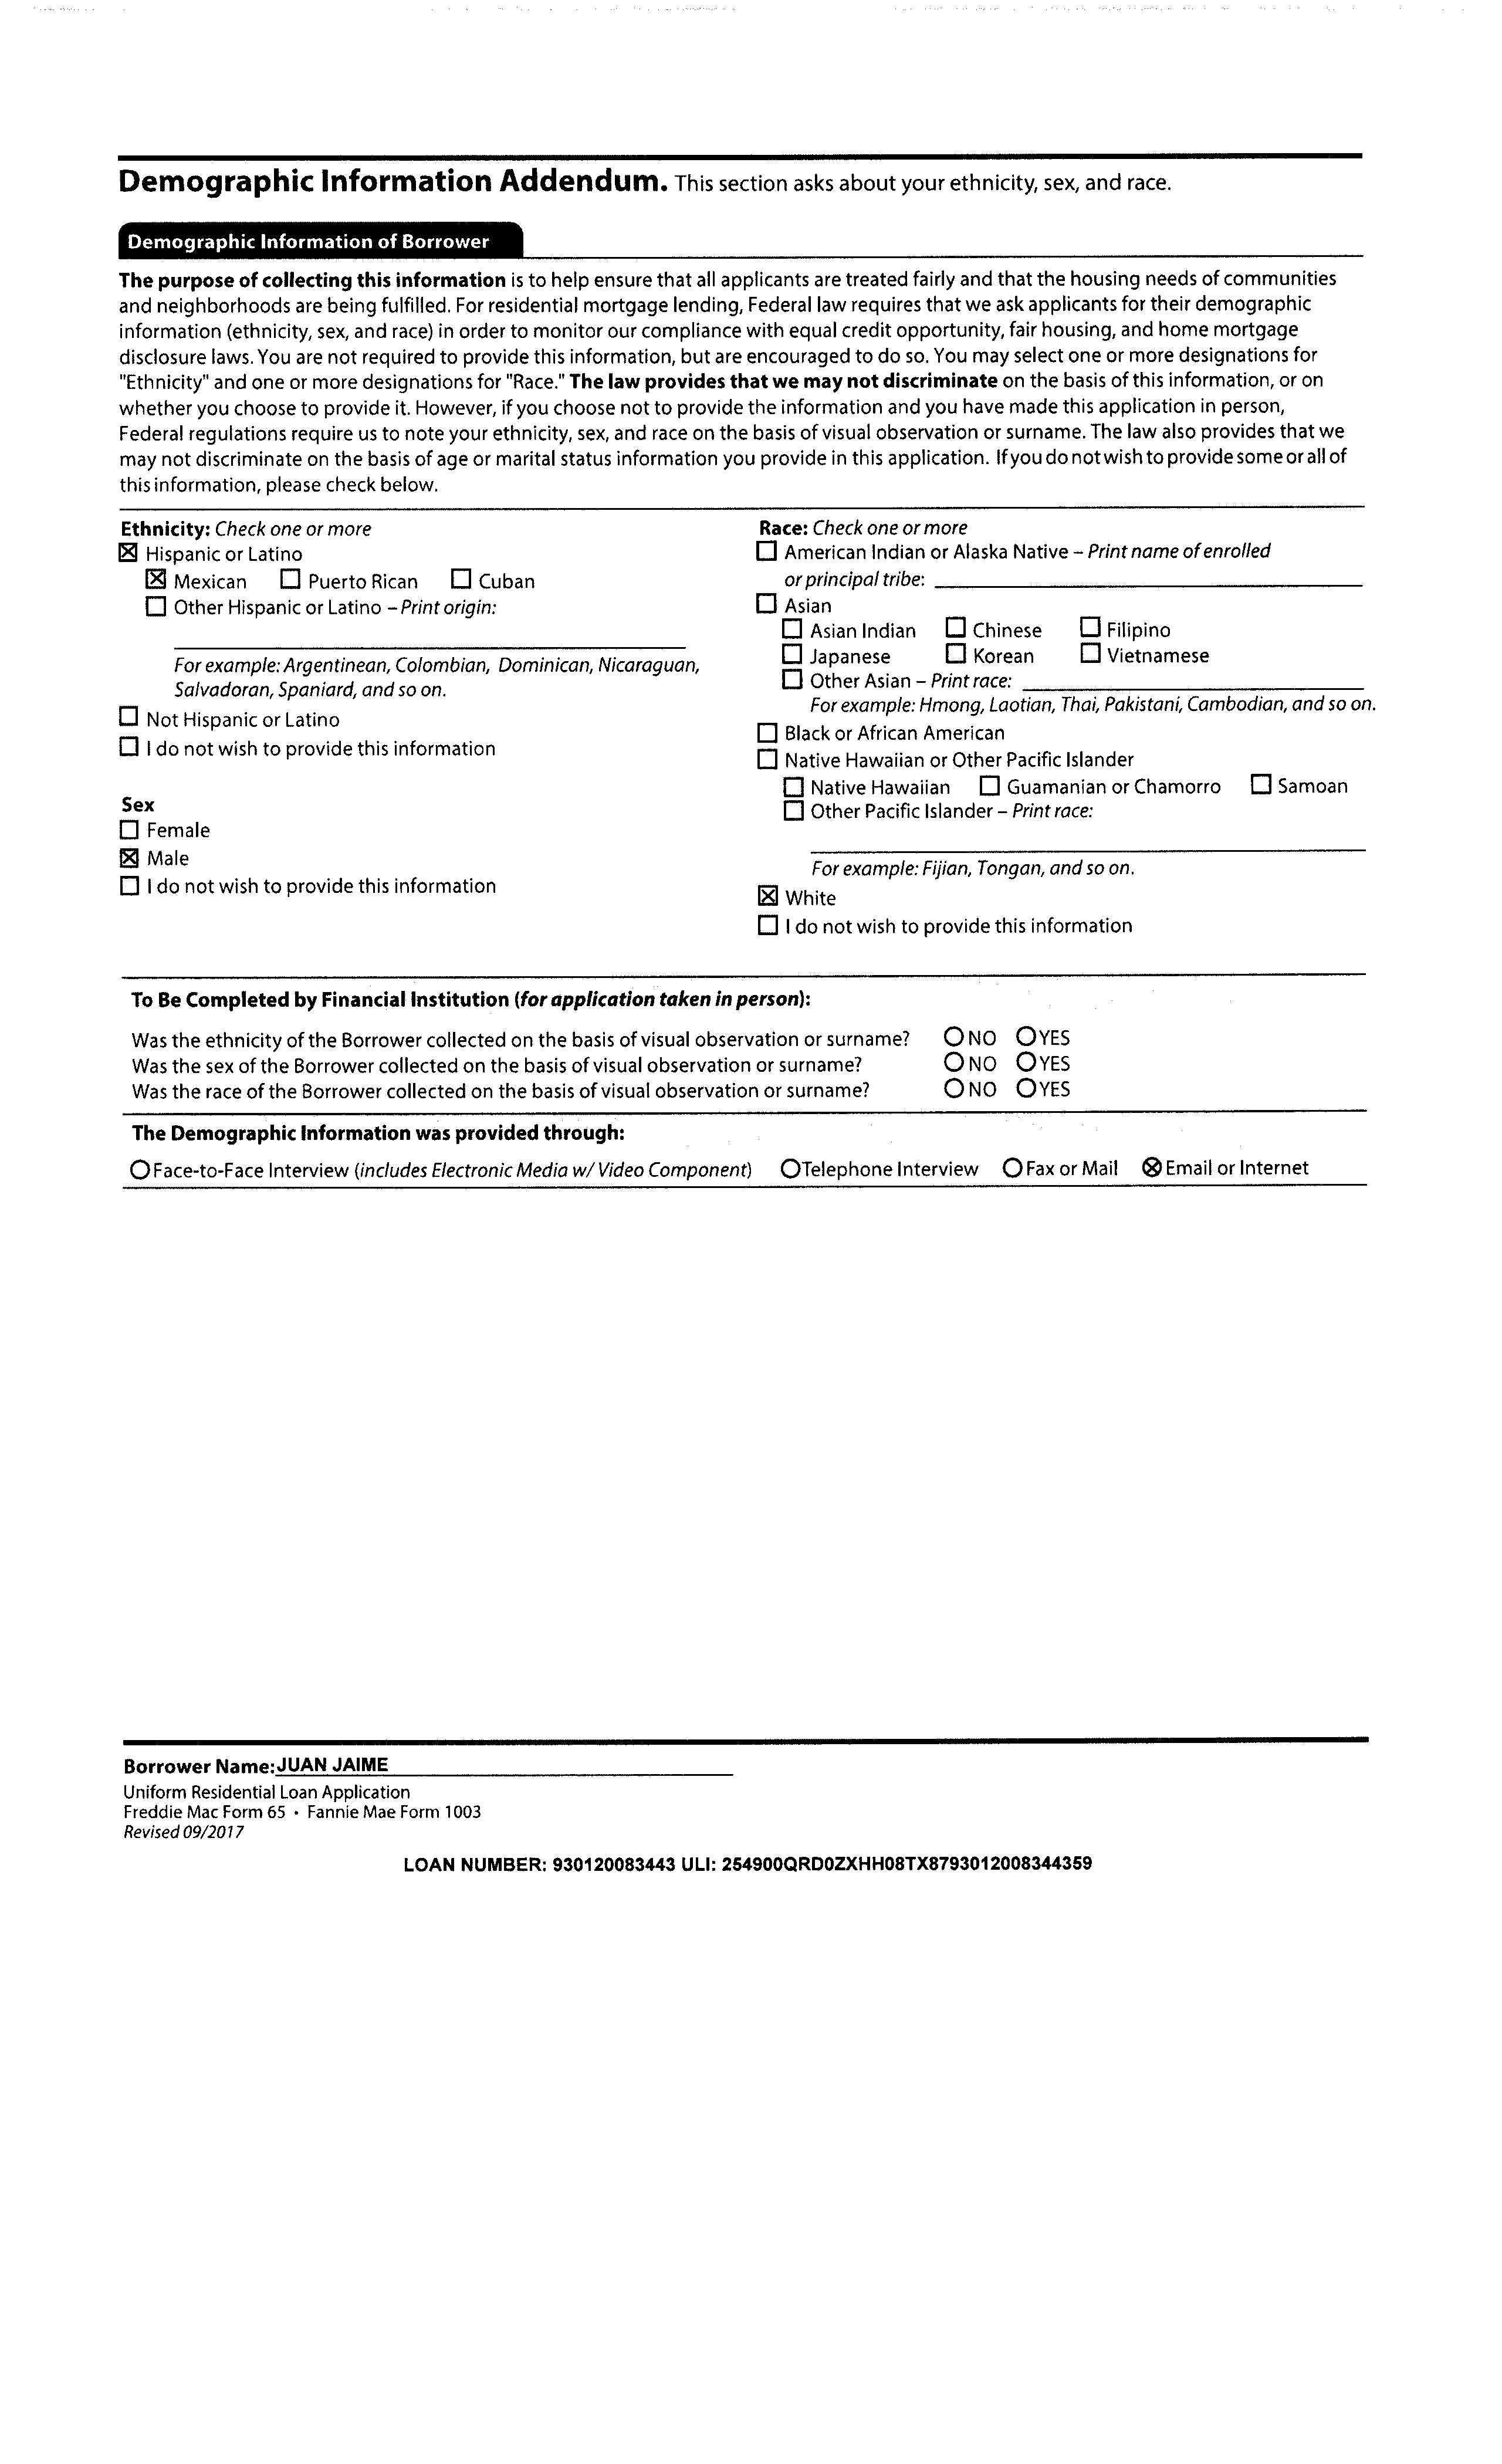 Demographic Information Addendum. This section asks about your ethnicity, sex, and race.
Demographic Information of Borrower
The purpose of collecting this information is to help ensure that all applicants are treated fairly and that the housing needs of communities
and neighborhoods are being fulfilled. For residential mortgage lending, Federal law requires that we ask applicants for their demographic
information (ethnicity, sex, and race) in order to monitor our compliance with equal credit opportunity, fair housing, and home mortgage
disclosure laws. You are not required to provide this information, but are encouraged to do so. You may select one or more designations for
"Ethnicity" and one or more designations for "Race." The law provides that we may not discriminate on the basis of this information, or on
whether you choose to provide it. However, if you choose not to provide the information and you have made this application in person,
Federal regulations require us to note your ethnicity, sex, and race on the basis of visual observation or surname. The law also provides that we
may not discriminate on the basis of age or marital status information you provide in this application. If you do not wish to provide some or all of
this information, please check below.
Ethnicity: Check one or more
☒ Hispanic or Latino
☒ Mexican ☐ Puerto Rican ☐ Cuban
☐ Other Hispanic or Latino – Print origin:
For example: Argentinean, Colombian, Dominican, Nicaraguan,
Salvadoran, Spaniard, and so on.
☐ Not Hispanic or Latino
☐ I do not wish to provide this information
Sex
☐ Female
☒ Male
☐ I do not wish to provide this information
Race: Check one or more
☐ American Indian or Alaska Native – Print name of enrolled
or principal tribe:
☐ Asian
☐ Asian Indian ☐ Chinese ☐ Filipino
☐ Japanese ☐ Korean ☐ Vietnamese
☐ Other Asian – Print race:
For example: Hmong, Laotian, Thai, Pakistani, Cambodian, and so on.
☐ Black or African American
☐ Native Hawaiian or Other Pacific Islander
☐ Native Hawaiian ☐ Guamanian or Chamorro ☐ Samoan
☐ Other Pacific Islander – Print race:
For example: Fijian, Tongan, and so on.
☒ White
☐ I do not wish to provide this information
To Be Completed by Financial Institution (for application taken in person):
Was the ethnicity of the Borrower collected on the basis of visual observation or surname? ○ NO ○ YES
Was the sex of the Borrower collected on the basis of visual observation or surname? ○ NO ○ YES
Was the race of the Borrower collected on the basis of visual observation or surname? ○ NO ○ YES
The Demographic Information was provided through:
○ Face-to-Face Interview (includes Electronic Media w/ Video Component) ○ Telephone Interview ○ Fax or Mail ⊗ Email or Internet
Borrower Name: JUAN JAIME
Uniform Residential Loan Application
Freddie Mac Form 65 • Fannie Mae Form 1003
Revised 09/2017
LOAN NUMBER: 930120083443 ULI: 254900QRD0ZXHH08TX8793012008344359